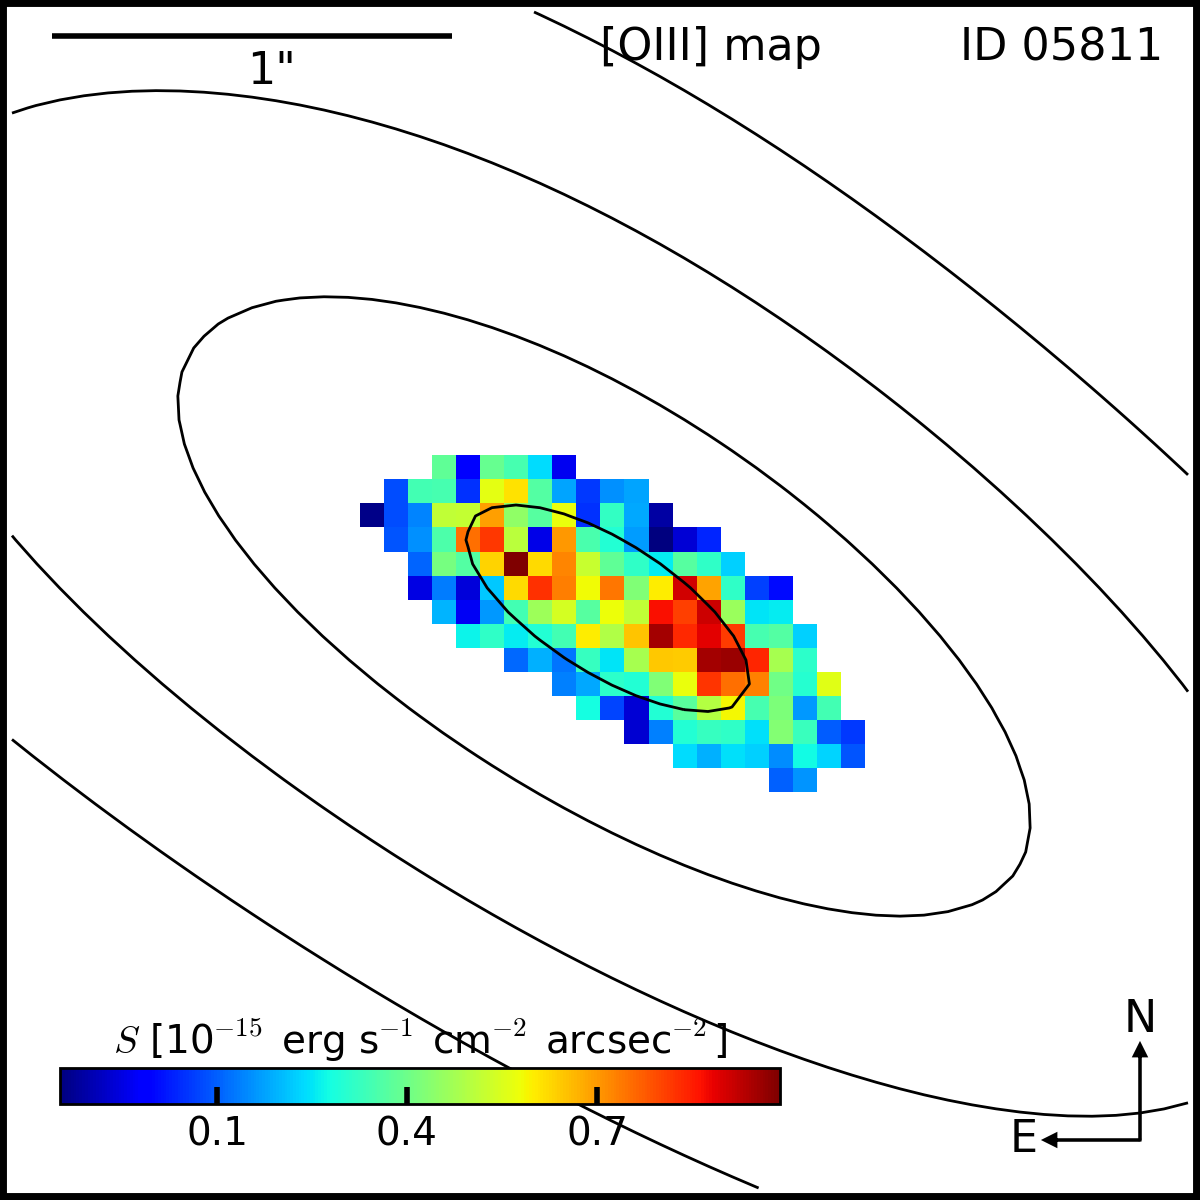 [OIII] map ID 05811
1"
S [10⁻¹⁵ erg s⁻¹ cm⁻² arcsec⁻²]
0.1 0.4 0.7
N
E